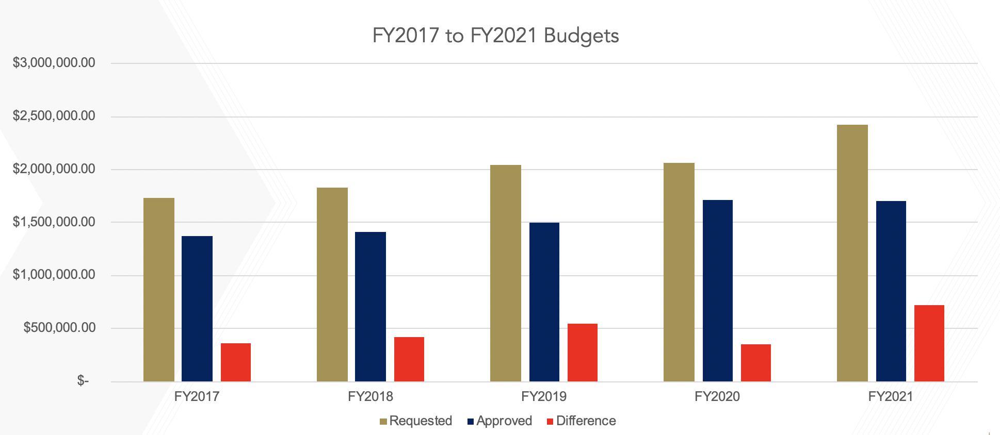 FY2017 to FY2021 Budgets
$3,000,000.00
$2,500,000.00
$2,000,000.00
$1,500,000.00
$1,000,000.00
$500,000.00
$-
FY2017 FY2018 FY2019 FY2020 FY2021
Requested Approved Difference